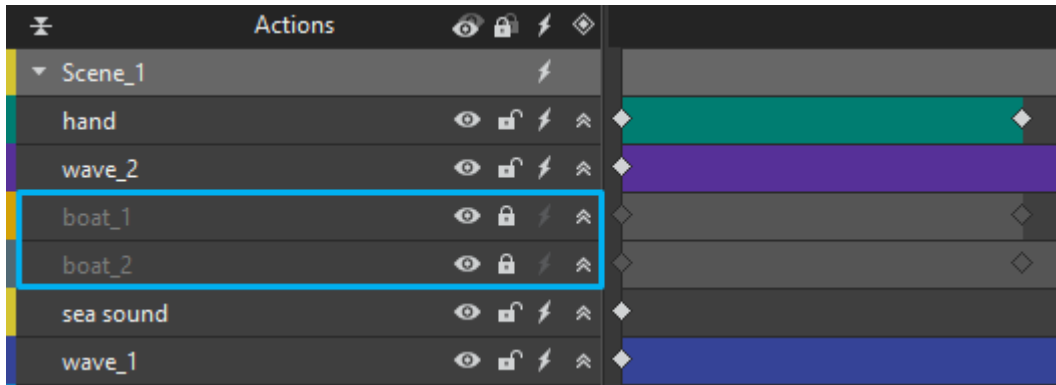 Actions
Scene_1
hand
wave_2
boat_1
boat_2
sea sound
wave_1